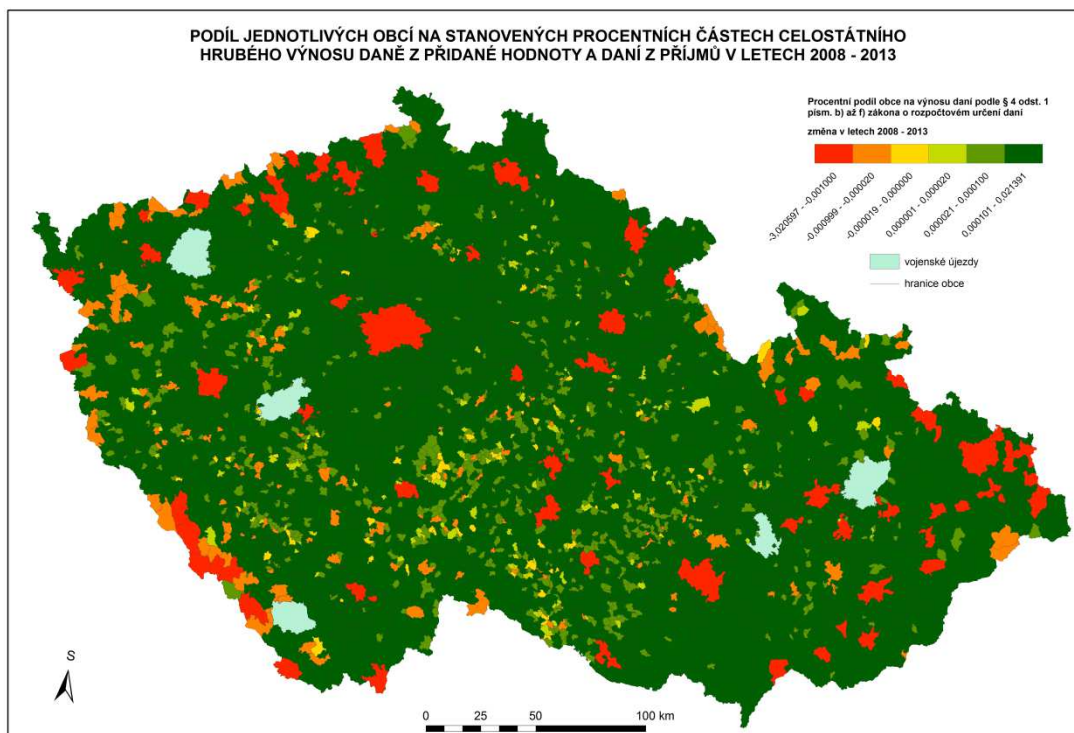 PODÍL JEDNOTLIVÝCH OBCÍ NA STANOVENÝCH PROCENTNÍCH ČÁSTECH CELOSTÁTNÍHO
HRUBÉHO VÝNOSU DANĚ Z PŘIDANÉ HODNOTY A DANÍ Z PŘÍJMŮ V LETECH 2008 - 2013
Procentní podíl obce na výnosu daní podle § 4 odst. 1
písm. b) až f) zákona o rozpočtovém určení daní
změna v letech 2008 - 2013
-3,020597 - -0,001000
-0,000999 - -0,000020
-0,000019 - 0,000000
0,000001 - 0,000020
0,000021 - 0,000100
0,000101 - 0,021391
vojenské újezdy
hranice obce
S
0 25 50 100 km